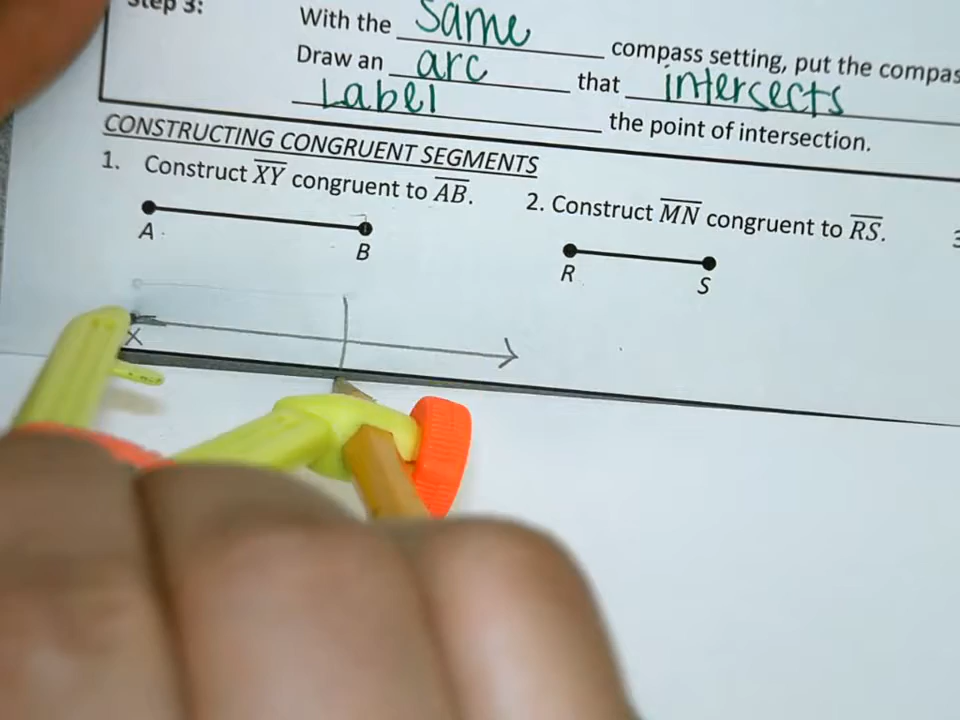 Step 3:
With the same compass setting, put the compas
Draw an arc that intersects
Label the point of intersection.
CONSTRUCTING CONGRUENT SEGMENTS
1. Construct XY congruent to AB.
2. Construct MN congruent to RS.
A
B
R
S
X